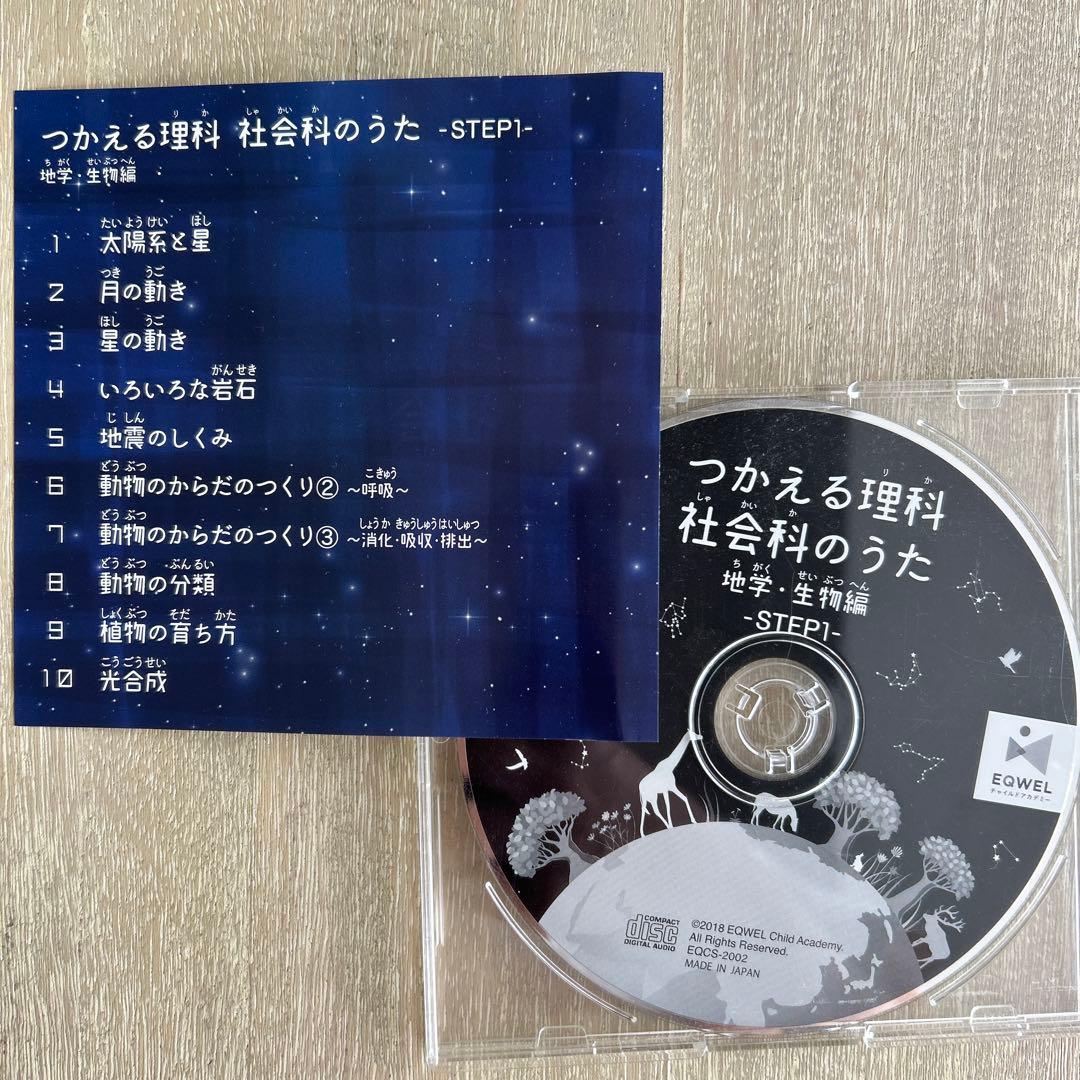 つかえる理科 社会科のうた -STEP1-
地学・生物編
1 太陽系と星
2 月の動き
3 星の動き
4 いろいろな岩石
5 地震のしくみ
6 動物のからだのつくり② ~呼吸~
7 動物のからだのつくり③ ~消化・吸収・排出~
8 動物の分類
9 植物の育ち方
10 光合成
つかえる理科
社会科のうた
地学・生物編
-STEP1-
EQWEL
チャイルドアカデミー
COMPACT
disc
DIGITAL AUDIO
©2018 EQWEL Child Academy.
All Rights Reserved.
EQCS-2002
MADE IN JAPAN